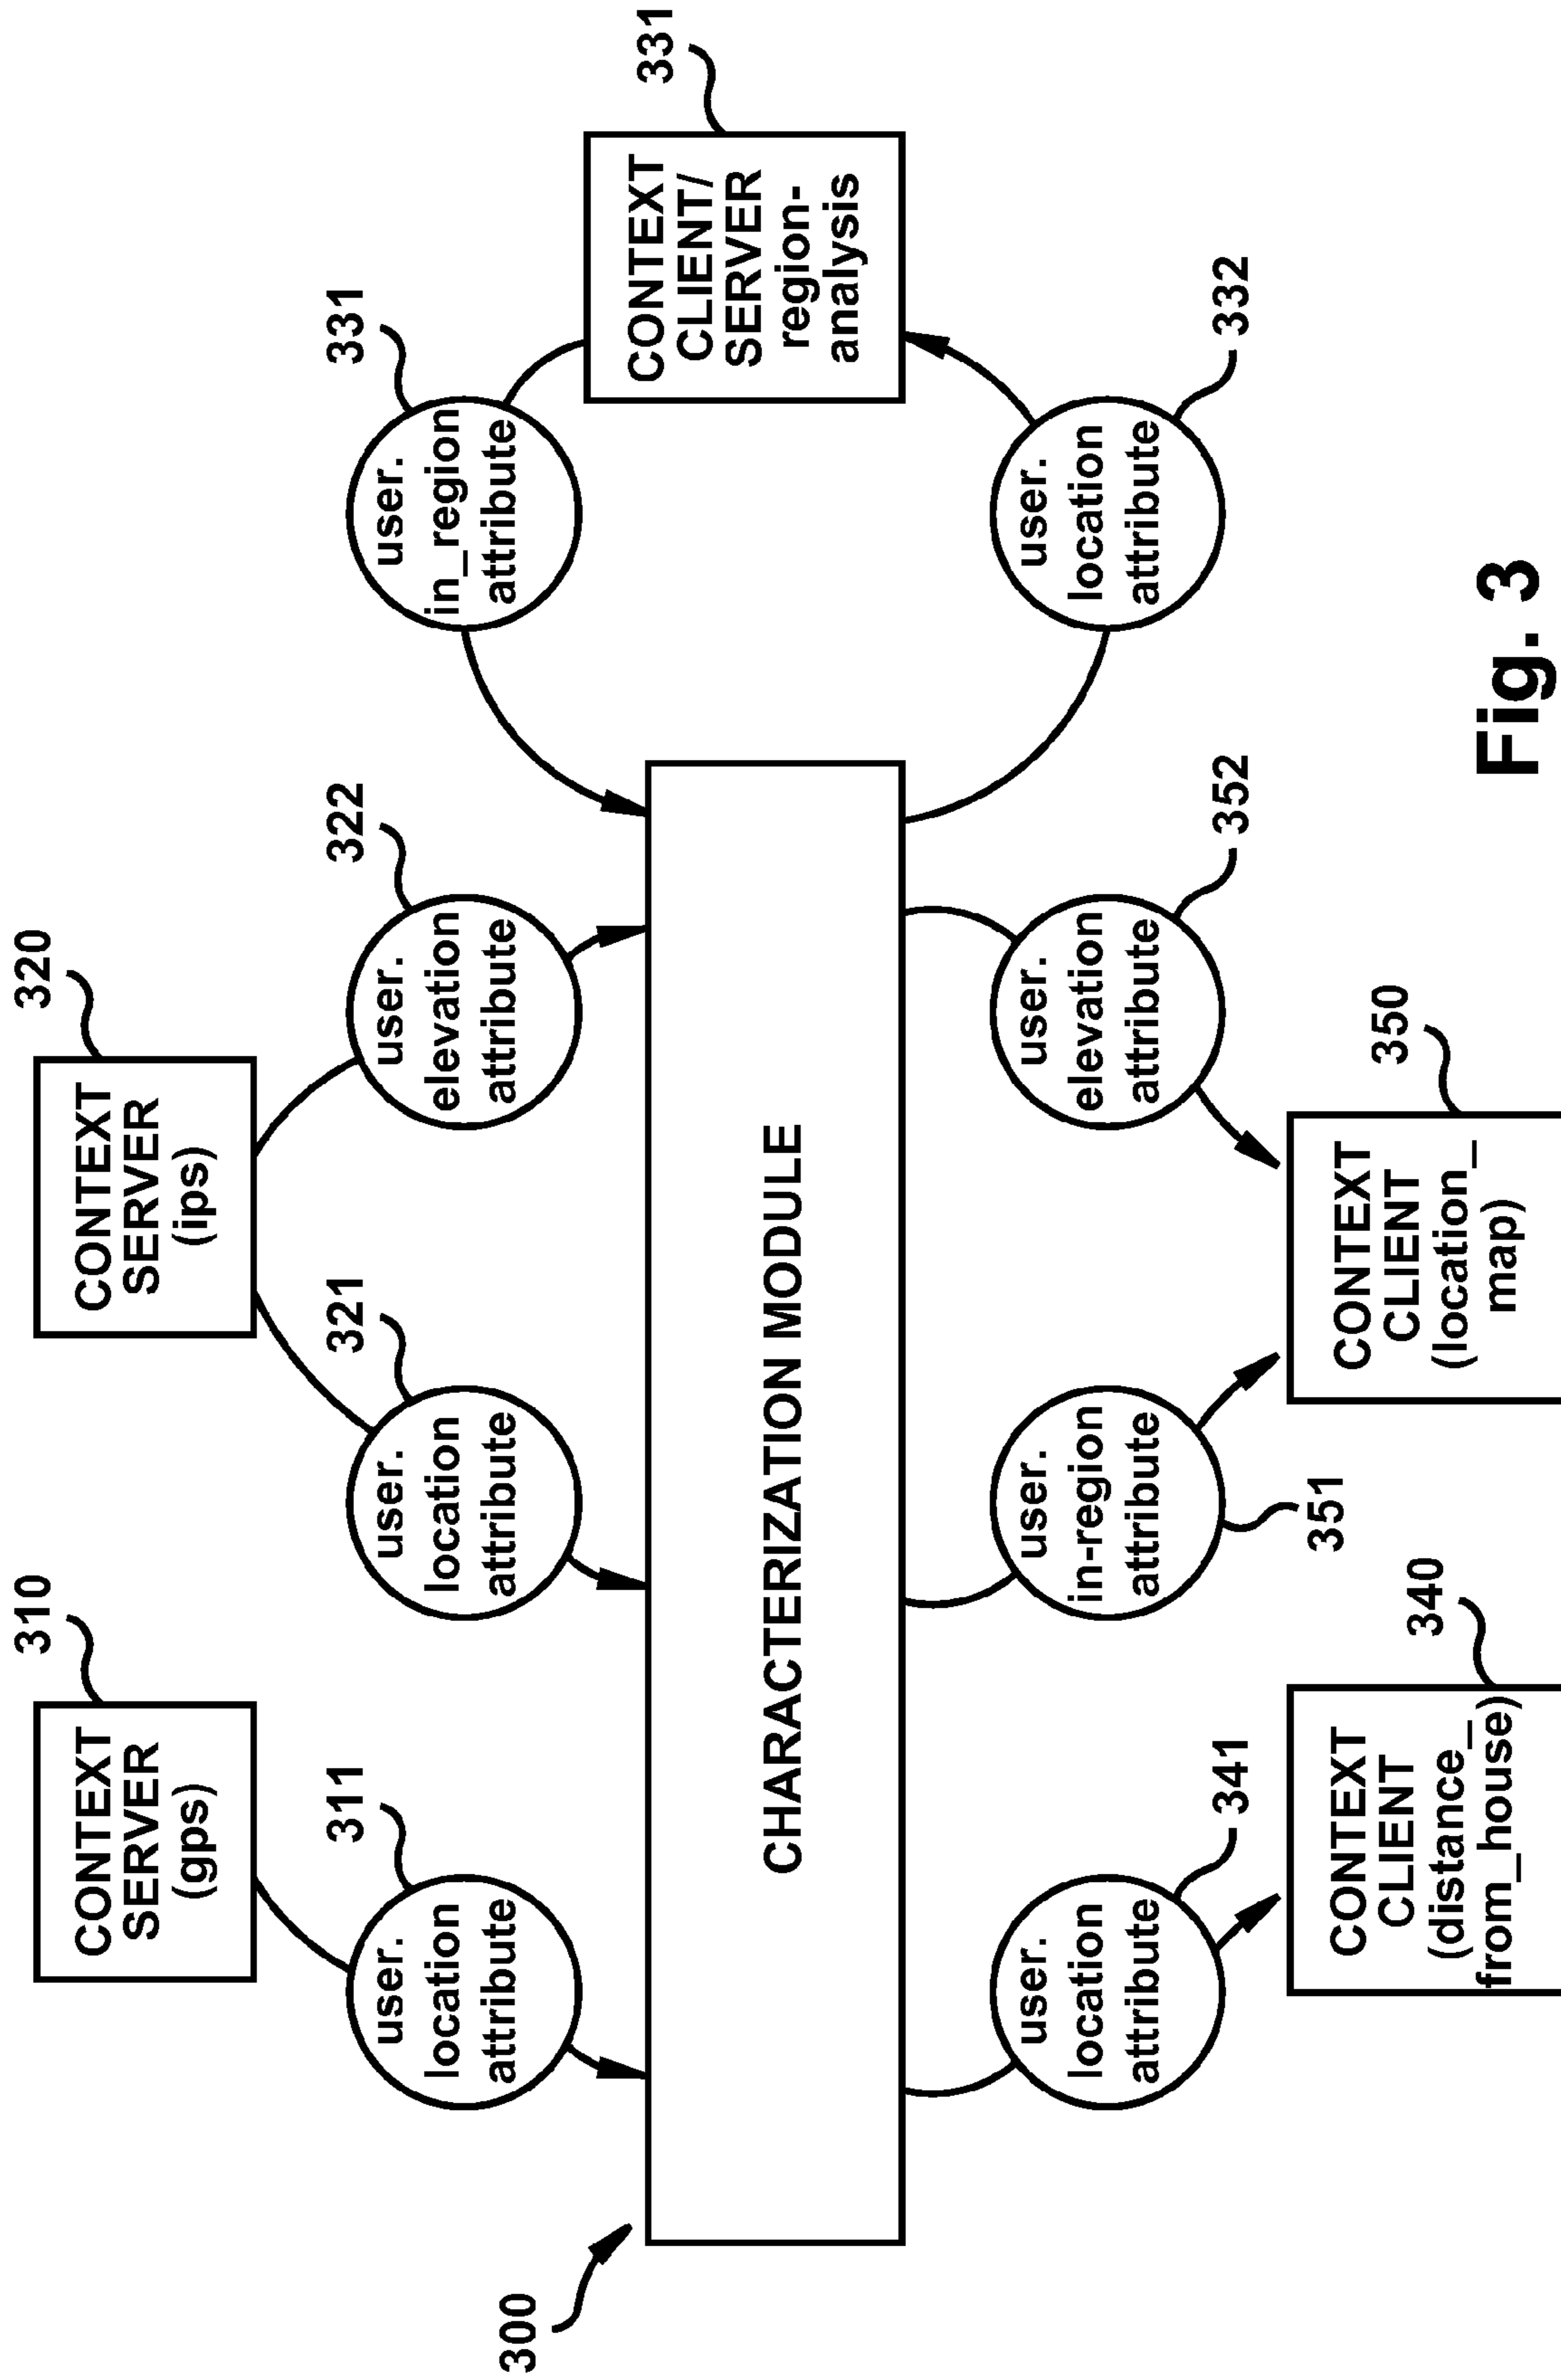 310
CONTEXT
SERVER
(gps)
320
CONTEXT
SERVER
(ips)
311
user.
location
attribute
321
user.
location
attribute
322
user.
elevation
attribute
331
user.
in_region
attribute
331
CONTEXT
CLIENT/
SERVER
region-
analysis
300
CHARACTERIZATION MODULE
user.
location
attribute
341
user.
in-region
attribute
351
user.
elevation
attribute
352
user.
location
attribute
332
340
CONTEXT
CLIENT
(distance_
from_house)
350
CONTEXT
CLIENT
(location_
map)
Fig. 3